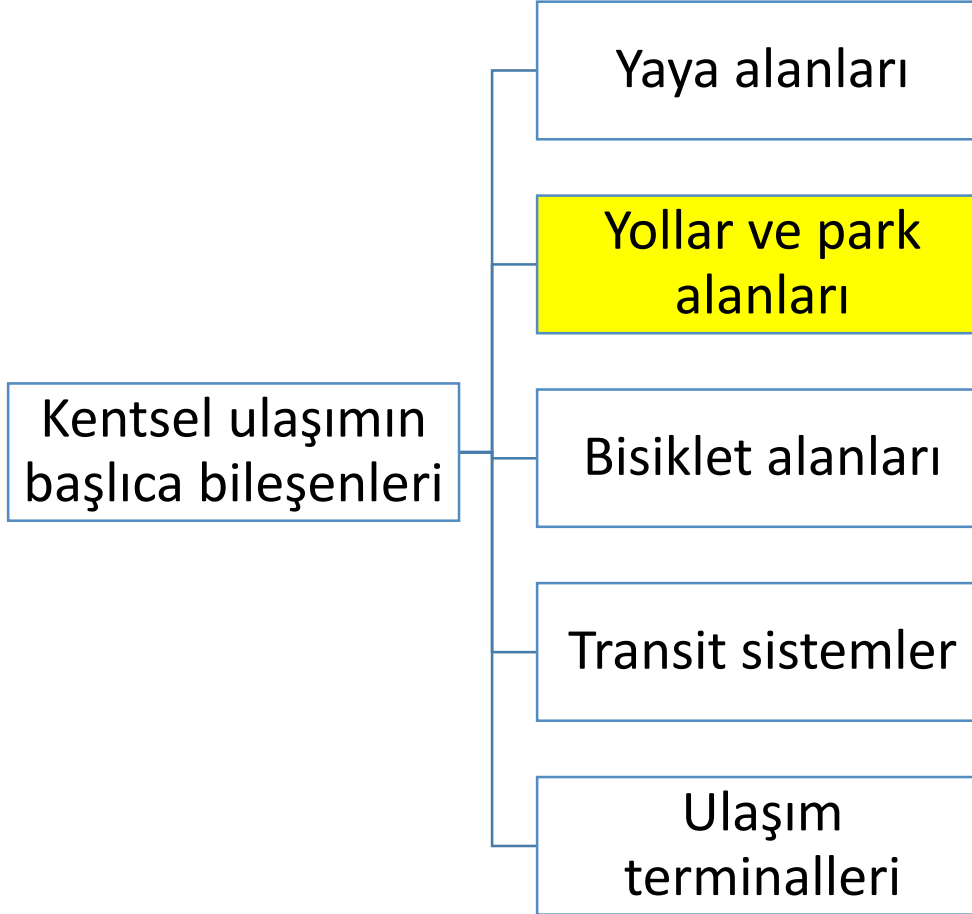 Yaya alanları
Yollar ve park
alanları
Kentsel ulaşımın
başlıca bileşenleri
Bisiklet alanları
Transit sistemler
Ulaşım
terminalleri